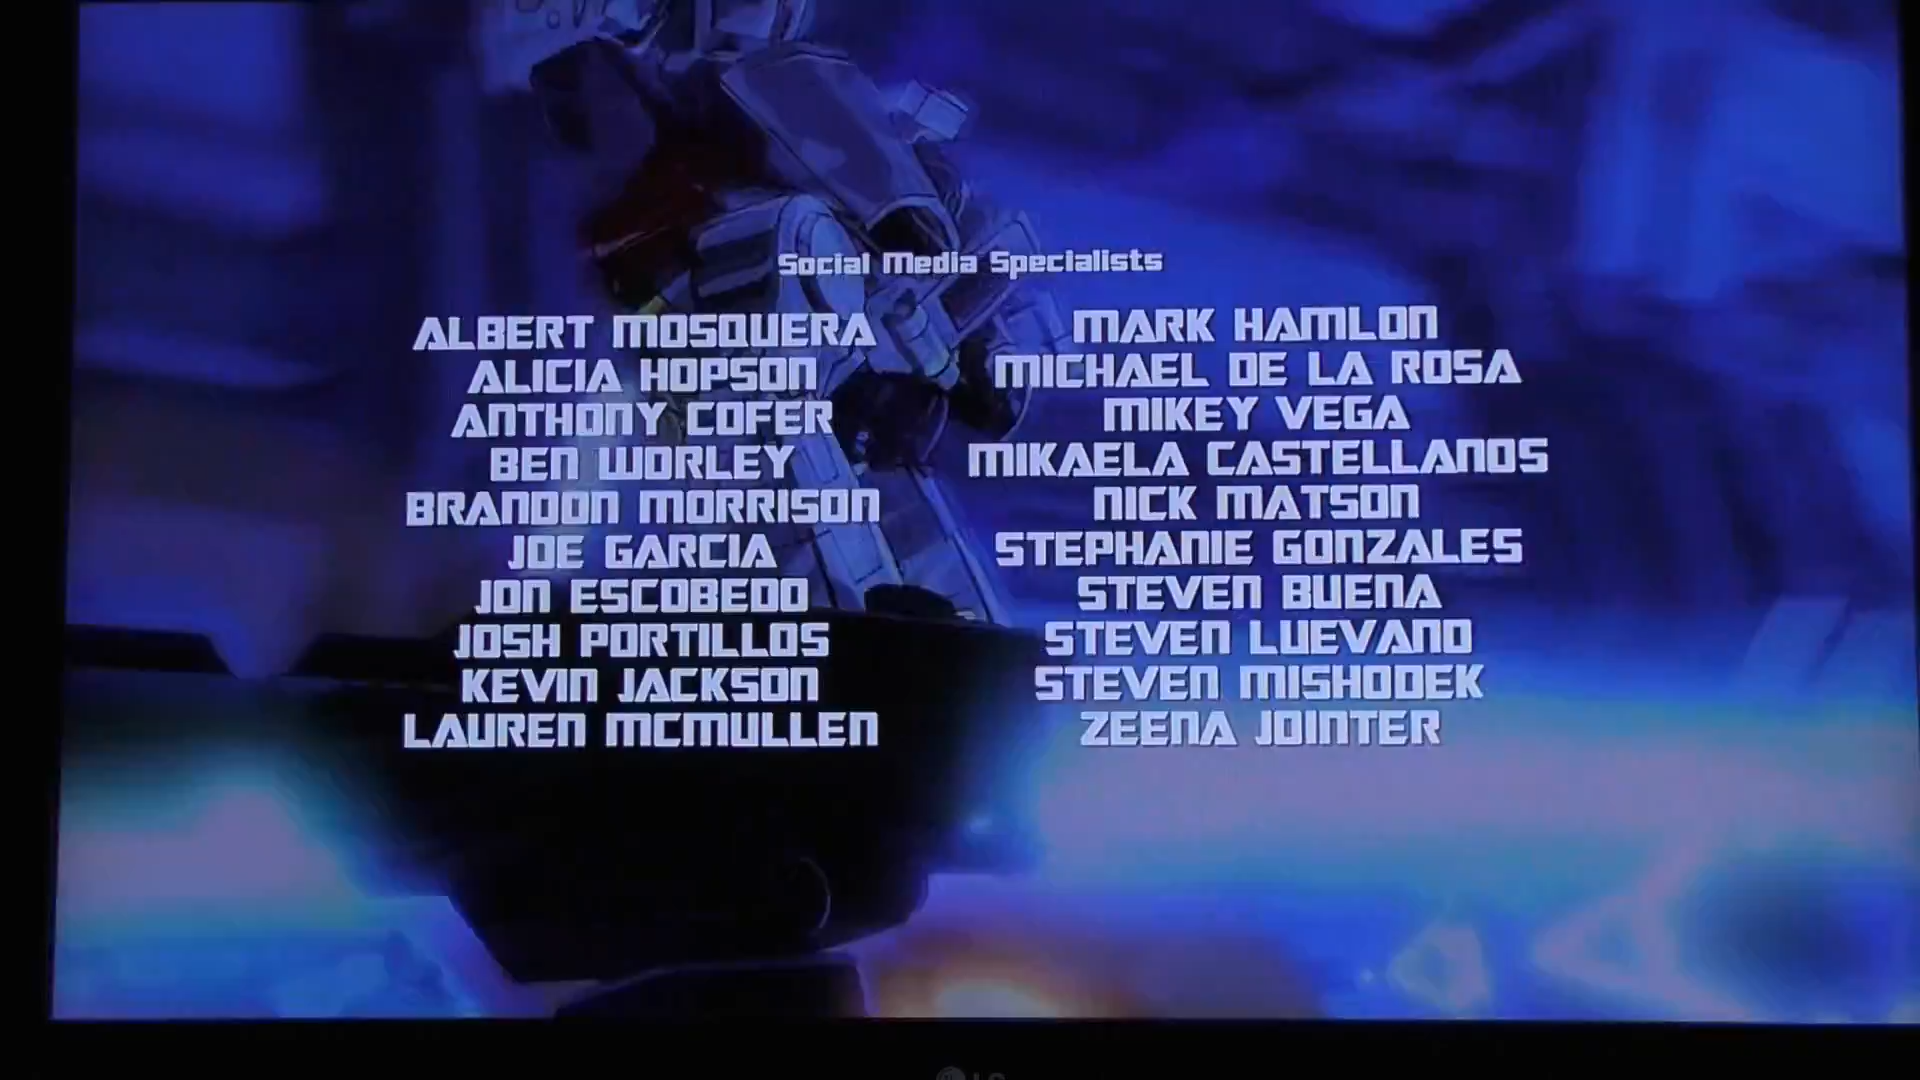 Social Media Specialists
ALBERT MOSQUERA
ALICIA HOPSON
ANTHONY COFER
BEN WORLEY
BRANDON MORRISON
JOE GARCIA
JON ESCOBEDO
JOSH PORTILLOS
KEVIN JACKSON
LAUREN MCMULLEN
MARK HAMLON
MICHAEL DE LA ROSA
MIKEY VEGA
MIKAELA CASTELLANOS
NICK MATSON
STEPHANIE GONZALES
STEVEN BUENA
STEVEN LUEVANO
STEVEN MISHODEK
ZEENA JOINTER
LG